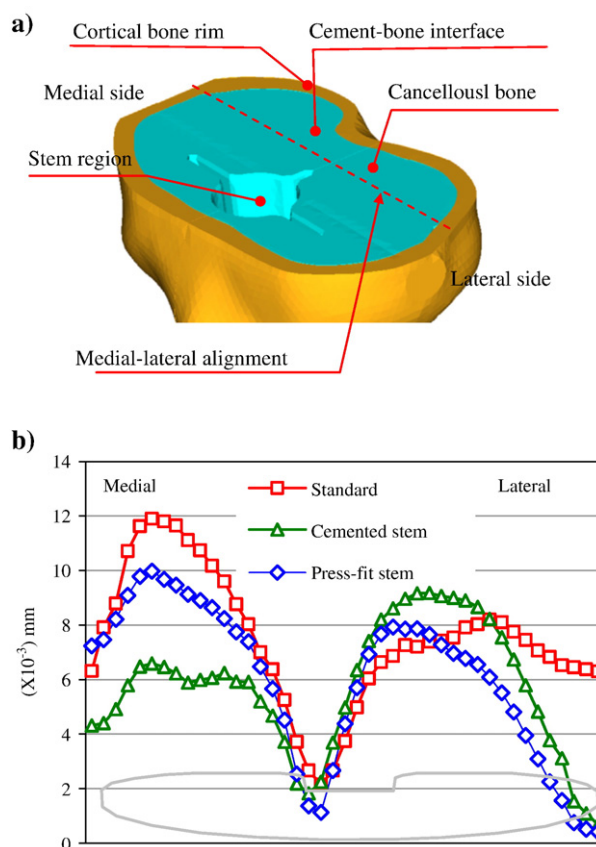 a)
Cortical bone rim
Cement-bone interface
Medial side
Cancellousl bone
Stem region
Lateral side
Medial-lateral alignment
b)
14
Medial
Lateral
Standard
12
Cemented stem
10
Press-fit stem
8
(X10⁻³) mm
6
4
2
0